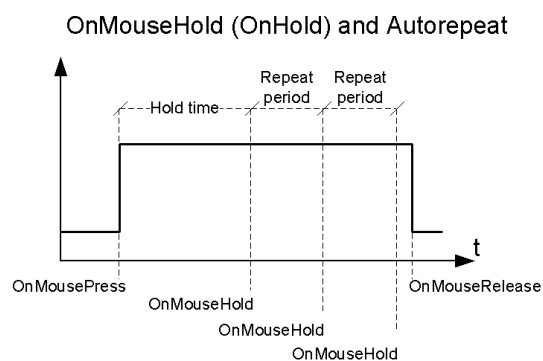 OnMouseHold (OnHold) and Autorepeat
Repeat Repeat
Hold time period period
t
OnMousePress OnMouseRelease
OnMouseHold
OnMouseHold
OnMouseHold